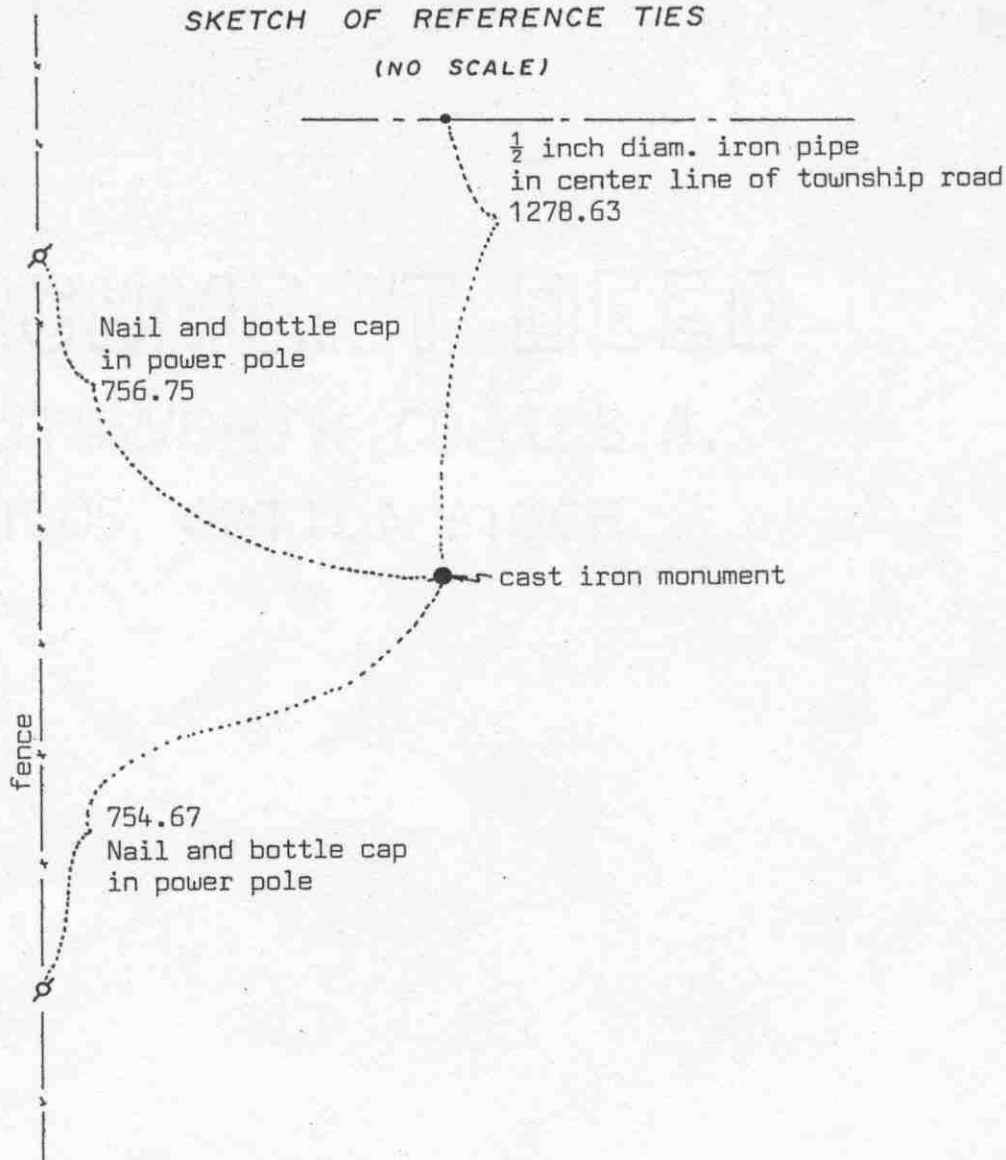 SKETCH OF REFERENCE TIES
(NO SCALE)
½ inch diam. iron pipe
in center line of township road
1278.63
Nail and bottle cap
in power pole
756.75
cast iron monument
fence
754.67
Nail and bottle cap
in power pole